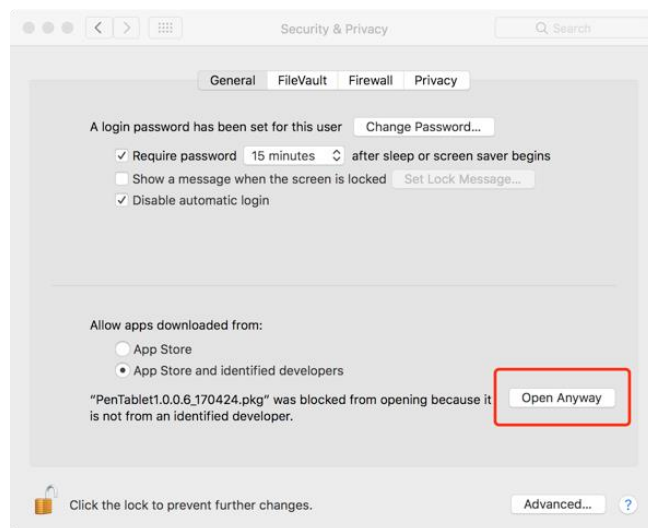 Security & Privacy
Search
General FileVault Firewall Privacy
A login password has been set for this user Change Password...
Require password 15 minutes after sleep or screen saver begins
Show a message when the screen is locked Set Lock Message...
Disable automatic login
Allow apps downloaded from:
App Store
App Store and identified developers
“PenTablet1.0.0.6_170424.pkg” was blocked from opening because it
is not from an identified developer.
Open Anyway
Click the lock to prevent further changes.
Advanced...
?